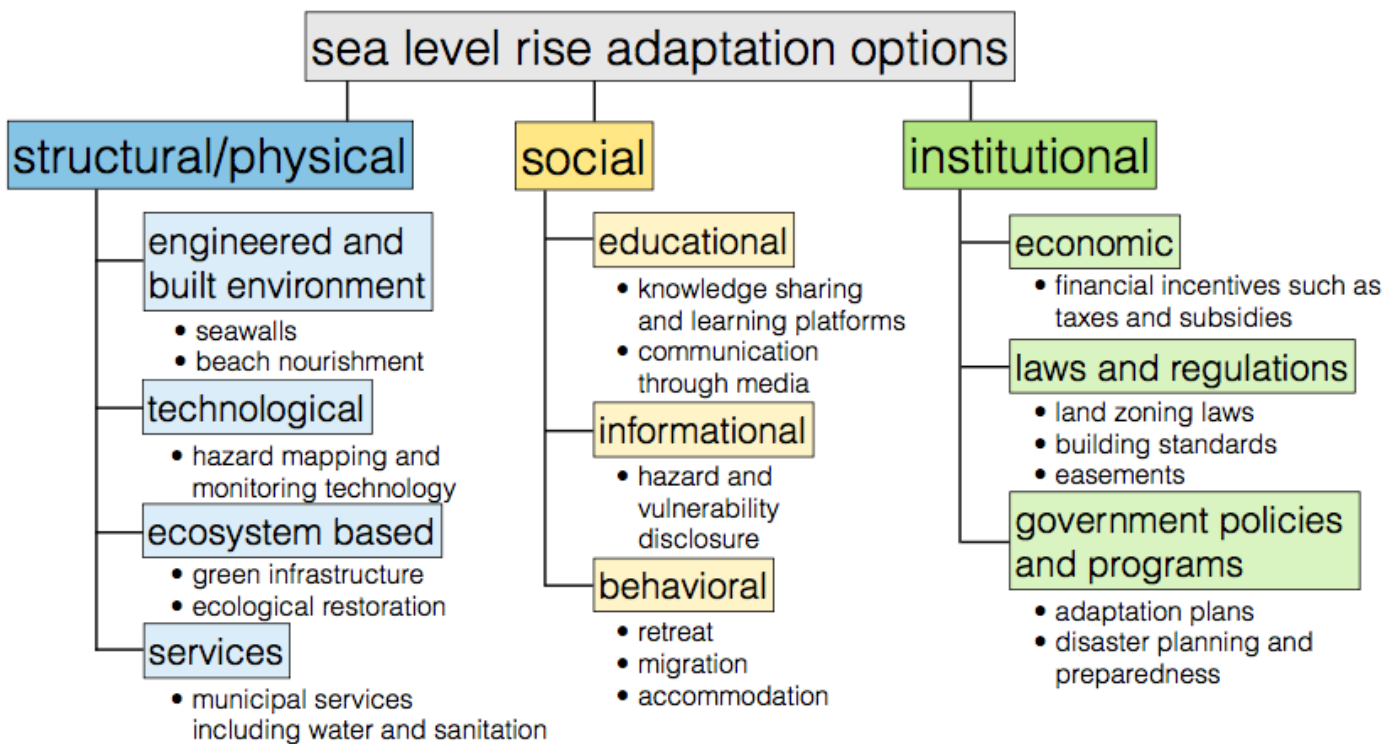 sea level rise adaptation options
structural/physical
engineered and
built environment
• seawalls
• beach nourishment
technological
• hazard mapping and
monitoring technology
ecosystem based
• green infrastructure
• ecological restoration
services
• municipal services
including water and sanitation
social
educational
• knowledge sharing
and learning platforms
• communication
through media
informational
• hazard and
vulnerability
disclosure
behavioral
• retreat
• migration
• accommodation
institutional
economic
• financial incentives such as
taxes and subsidies
laws and regulations
• land zoning laws
• building standards
• easements
government policies
and programs
• adaptation plans
• disaster planning and
preparedness